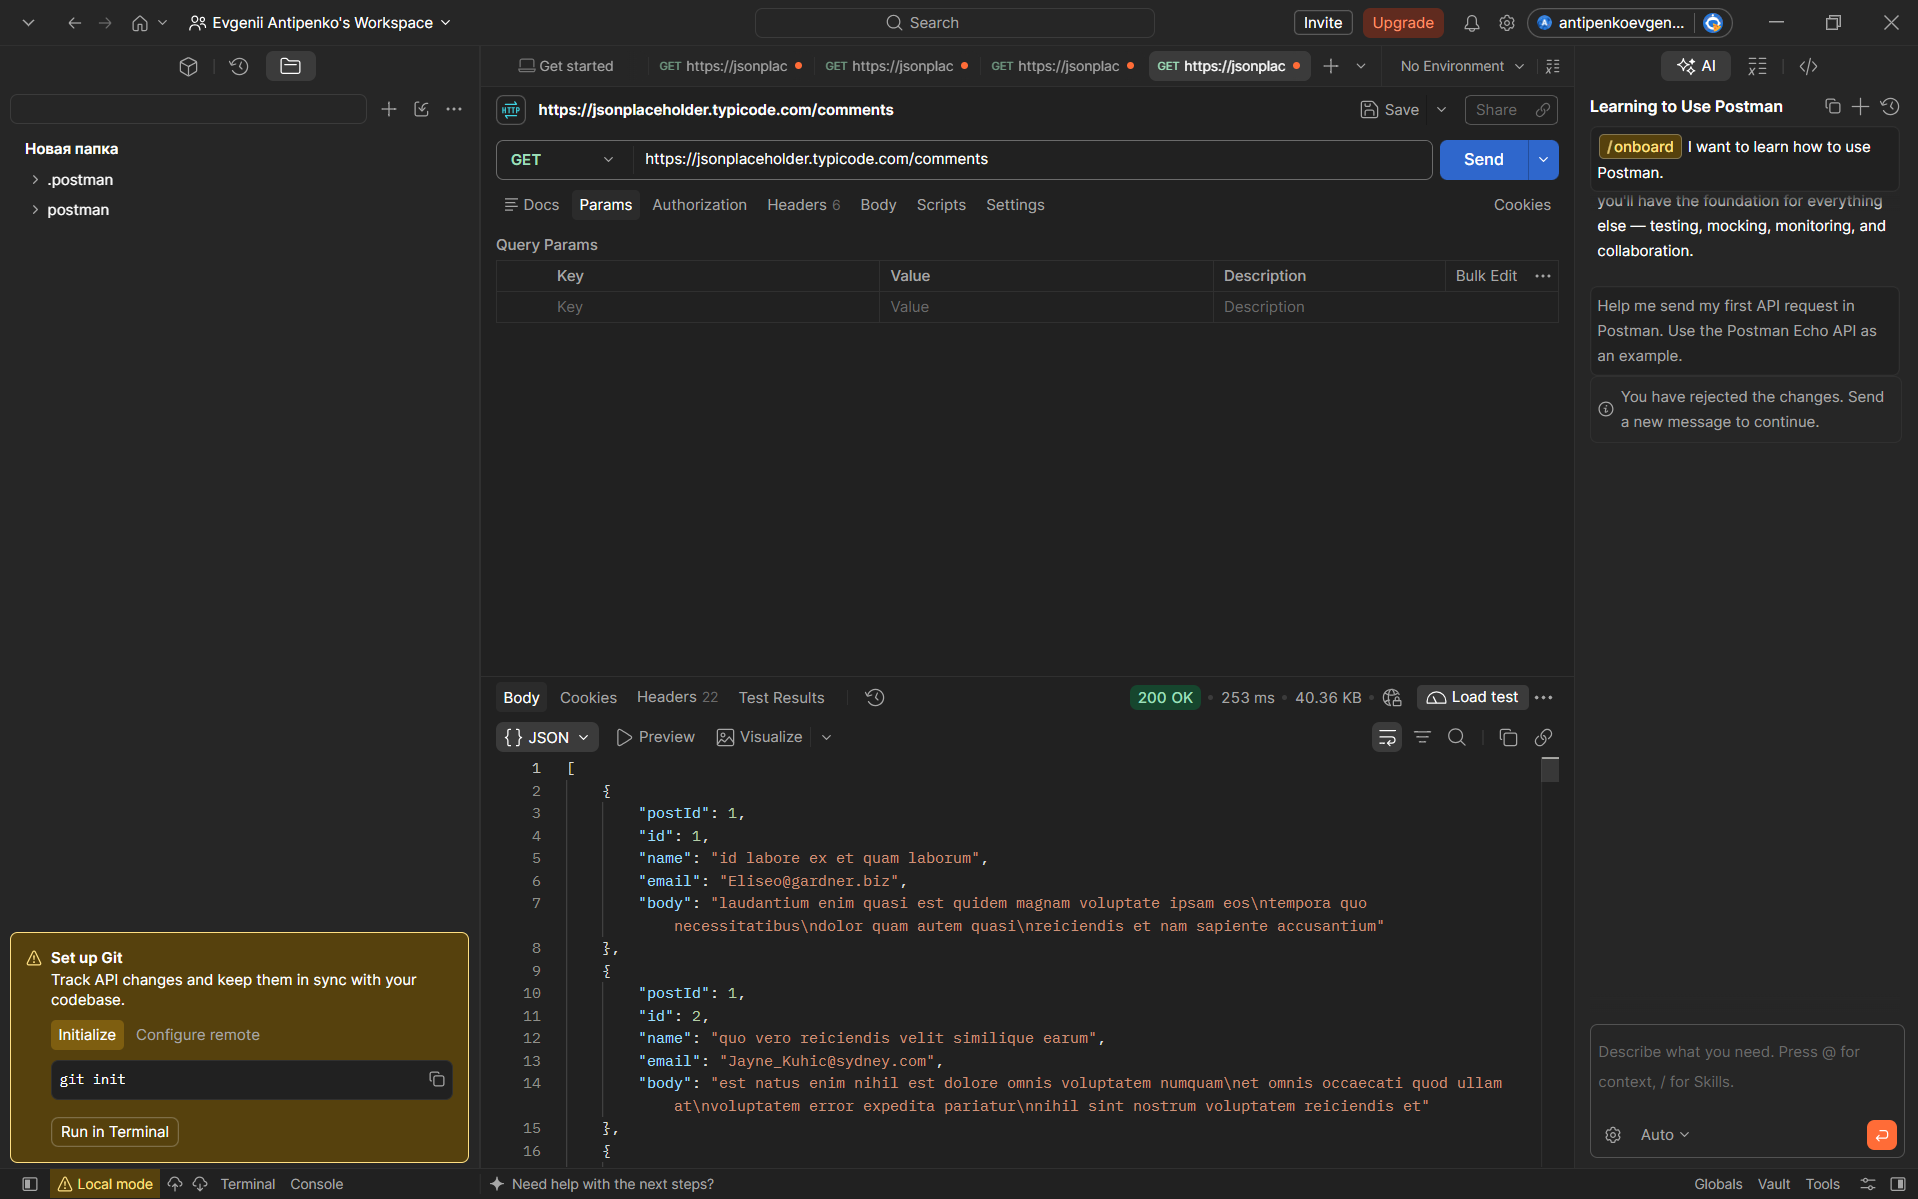 Evgenii Antipenko's Workspace
Search
Invite
Upgrade
antipenkoevgen...
Get started
GET https://jsonplac
GET https://jsonplac
GET https://jsonplac
GET https://jsonplac
No Environment
AI
Новая папка
.postman
postman
HTTP
https://jsonplaceholder.typicode.com/comments
Save
Share
GET
https://jsonplaceholder.typicode.com/comments
Send
Docs
Params
Authorization
Headers 6
Body
Scripts
Settings
Cookies
Query Params
Key
Value
Description
Bulk Edit
Key
Value
Description
Body
Cookies
Headers 22
Test Results
200 OK
253 ms
40.36 KB
Load test
{} JSON
Preview
Visualize
1 [
2 {
3 "postId": 1,
4 "id": 1,
5 "name": "id labore ex et quam laborum",
6 "email": "Eliseo@gardner.biz",
7 "body": "laudantium enim quasi est quidem magnam voluptate ipsam eos\ntempora quo
necessitatibus\ndolor quam autem quasi\nreiciendis et nam sapiente accusantium"
8 },
9 {
10 "postId": 1,
11 "id": 2,
12 "name": "quo vero reiciendis velit similique earum",
13 "email": "Jayne_Kuhic@sydney.com",
14 "body": "est natus enim nihil est dolore omnis voluptatem numquam\net omnis occaecati quod ullam
at\nvoluptatem error expedita pariatur\nnihil sint nostrum voluptatem reiciendis et"
15 },
16 {
Learning to Use Postman
/onboard I want to learn how to use
Postman.
you'll have the foundation for everything
else — testing, mocking, monitoring, and
collaboration.
Help me send my first API request in
Postman. Use the Postman Echo API as
an example.
You have rejected the changes. Send
a new message to continue.
Describe what you need. Press @ for
context, / for Skills.
Auto
Set up Git
Track API changes and keep them in sync with your
codebase.
Initialize
Configure remote
git init
Run in Terminal
Local mode
Terminal
Console
Need help with the next steps?
Globals
Vault
Tools